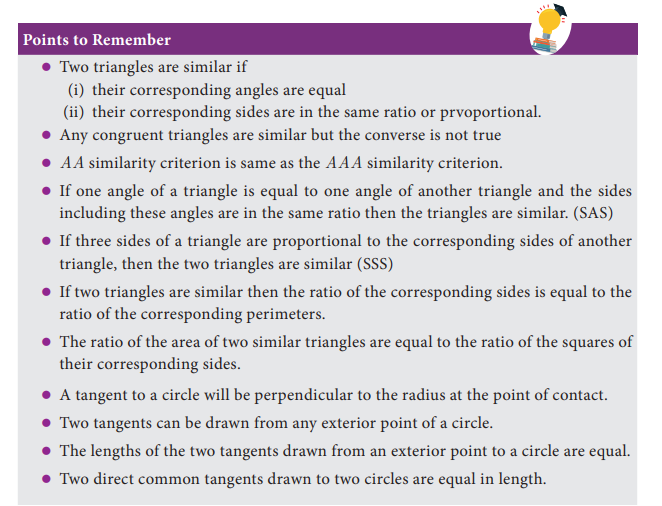 Points to Remember
● Two triangles are similar if
(i) their corresponding angles are equal
(ii) their corresponding sides are in the same ratio or prvoportional.
● Any congruent triangles are similar but the converse is not true
● AA similarity criterion is same as the AAA similarity criterion.
● If one angle of a triangle is equal to one angle of another triangle and the sides
including these angles are in the same ratio then the triangles are similar. (SAS)
● If three sides of a triangle are proportional to the corresponding sides of another
triangle, then the two triangles are similar (SSS)
● If two triangles are similar then the ratio of the corresponding sides is equal to the
ratio of the corresponding perimeters.
● The ratio of the area of two similar triangles are equal to the ratio of the squares of
their corresponding sides.
● A tangent to a circle will be perpendicular to the radius at the point of contact.
● Two tangents can be drawn from any exterior point of a circle.
● The lengths of the two tangents drawn from an exterior point to a circle are equal.
● Two direct common tangents drawn to two circles are equal in length.